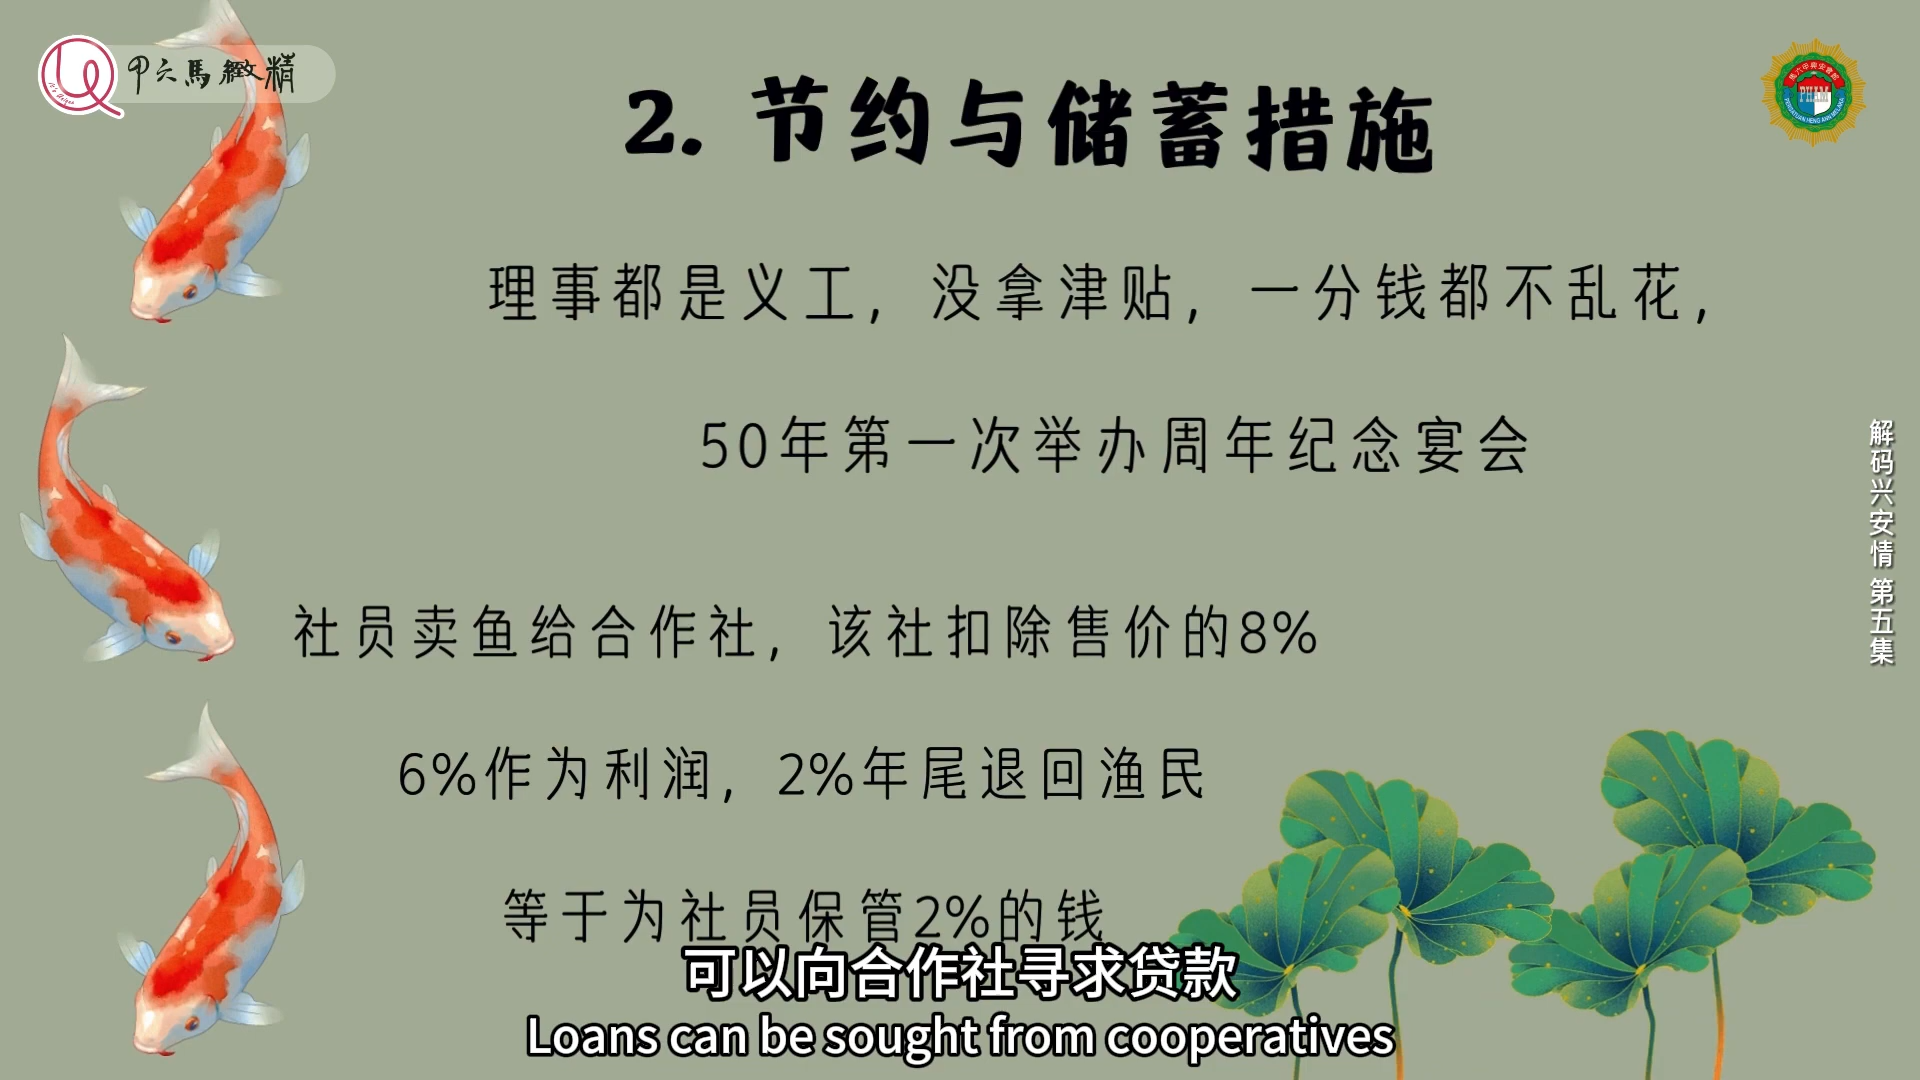 甲六馬緻精
2. 节约与储蓄措施
PHAM
理事都是义工，没拿津贴，一分钱都不乱花，
50年第一次举办周年纪念宴会
社员卖鱼给合作社，该社扣除售价的8%
6%作为利润，2%年尾退回渔民
等于为社员保管2%的钱
解码兴安情 第五集
可以向合作社寻求贷款
Loans can be sought from cooperatives